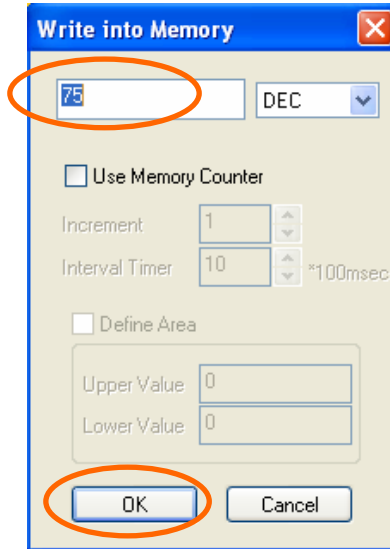 Write into Memory
75 DEC
Use Memory Counter
Increment 1
Interval Timer 10 *100msec
Define Area
Upper Value 0
Lower Value 0
OK Cancel